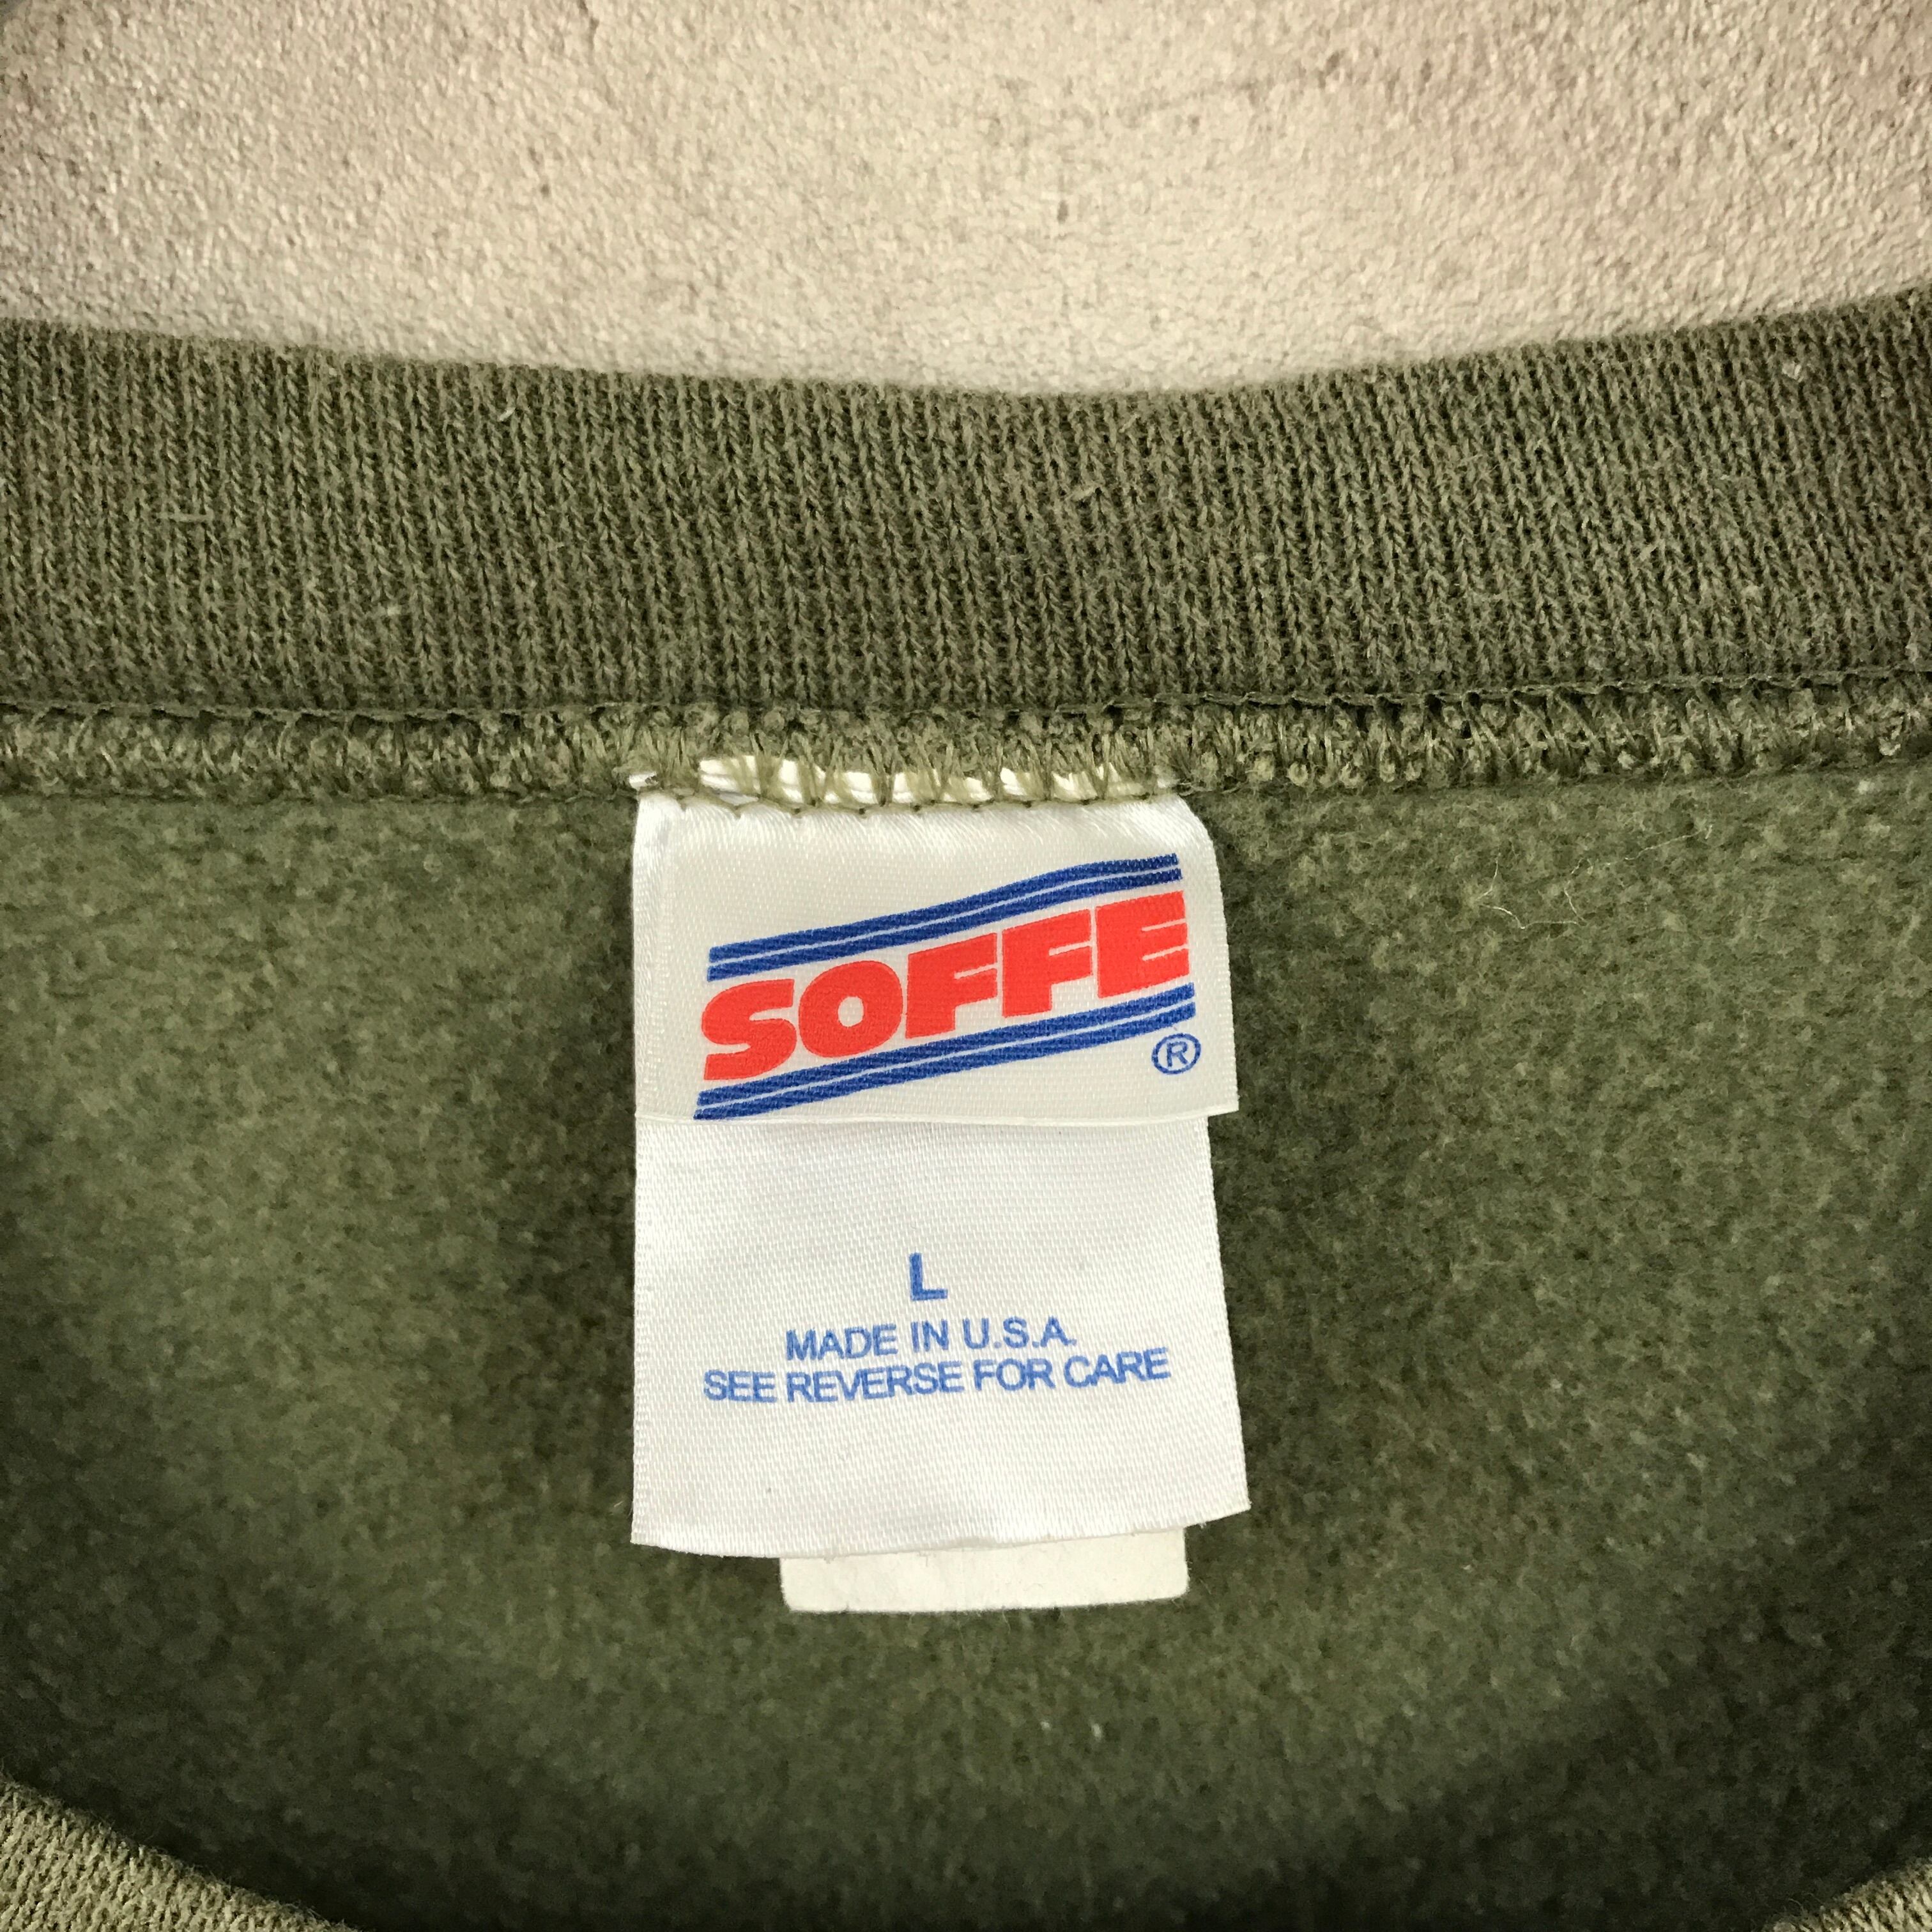 SOFFE
®
L
MADE IN U.S.A.
SEE REVERSE FOR CARE